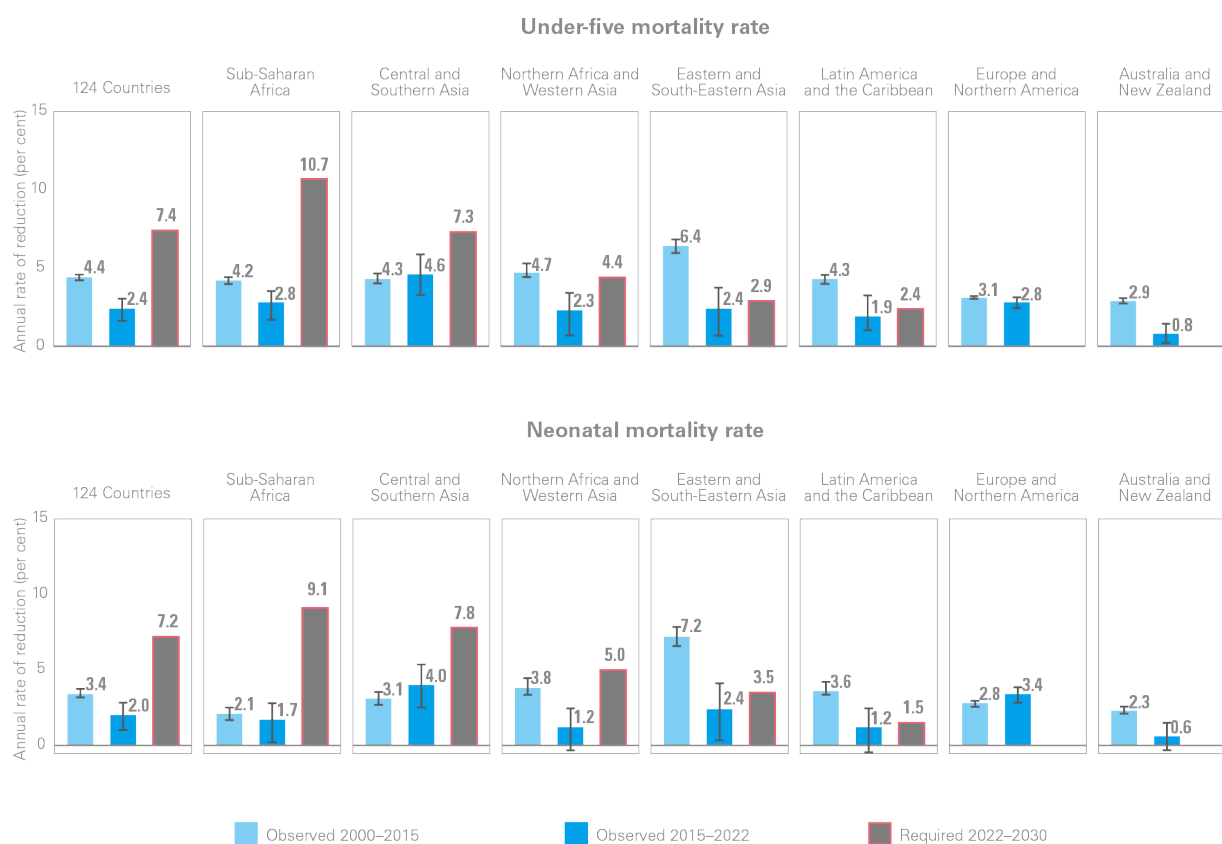 Under-five mortality rate
124 Countries
Sub-Saharan
Africa
Central and
Southern Asia
Northern Africa and
Western Asia
Eastern and
South-Eastern Asia
Latin America
and the Caribbean
Europe and
Northern America
Australia and
New Zealand
Annual rate of reduction (per cent)
15
10
5
0
4.4
2.4
7.4
4.2
2.8
10.7
4.3
4.6
7.3
4.7
2.3
4.4
6.4
2.4
2.9
4.3
1.9
2.4
3.1
2.8
2.9
0.8
Neonatal mortality rate
124 Countries
Sub-Saharan
Africa
Central and
Southern Asia
Northern Africa and
Western Asia
Eastern and
South-Eastern Asia
Latin America
and the Caribbean
Europe and
Northern America
Australia and
New Zealand
Annual rate of reduction (per cent)
15
10
5
0
3.4
2.0
7.2
2.1
1.7
9.1
3.1
4.0
7.8
3.8
1.2
5.0
7.2
2.4
3.5
3.6
1.2
1.5
2.8
3.4
2.3
0.6
Observed 2000–2015
Observed 2015–2022
Required 2022–2030